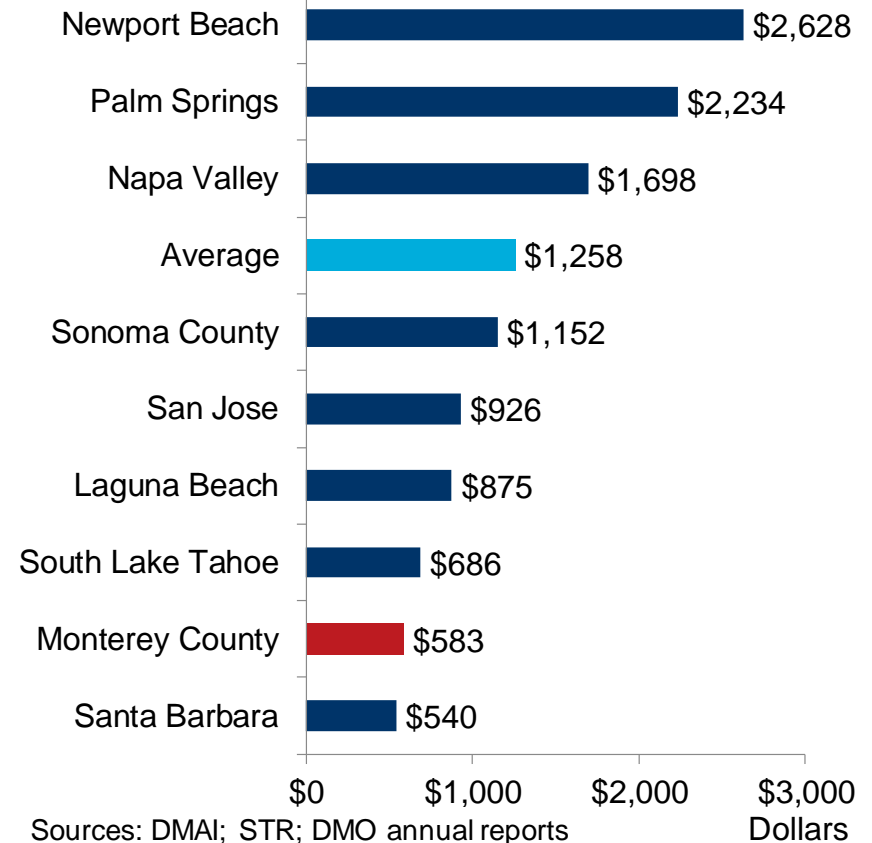 Newport Beach $2,628
Palm Springs $2,234
Napa Valley $1,698
Average $1,258
Sonoma County $1,152
San Jose $926
Laguna Beach $875
South Lake Tahoe $686
Monterey County $583
Santa Barbara $540
$0 $1,000 $2,000 $3,000
Sources: DMAI; STR; DMO annual reports Dollars